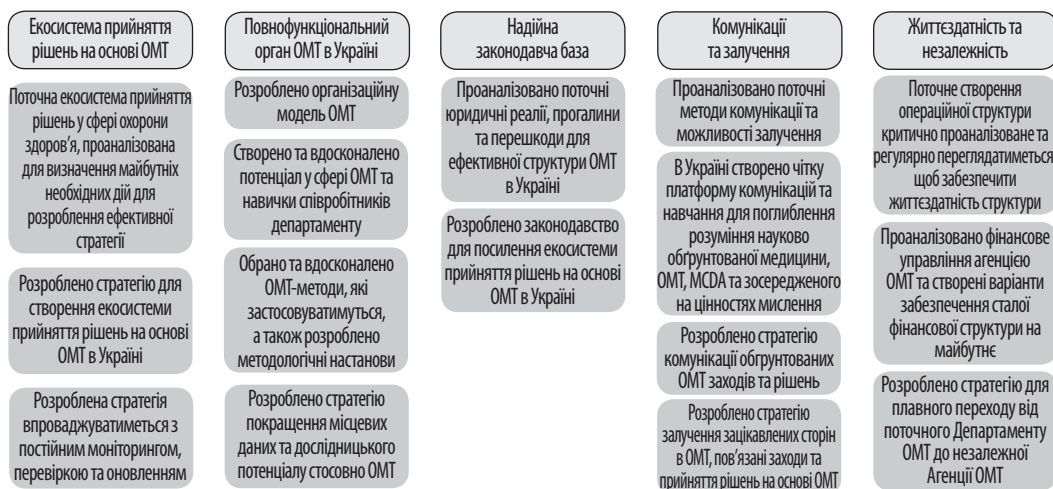 Екосистема прийняття
рішень на основі ОМТ
Поточна екосистема прийняття
рішень у сфері охорони
здоров’я, проаналізована
для визначення майбутніх
необхідних дій для
розроблення ефективної
стратегії
Розроблено стратегію для
створення екосистеми
прийняття рішень на основі
ОМТ в Україні
Розроблена стратегія
впроваджуватиметься з
постійним моніторингом,
перевіркою та оновленням
Повнофункціональний
орган ОМТ в Україні
Розроблено організаційну
модель ОМТ
Створено та вдосконалено
потенціал у сфері ОМТ та
навички співробітників
департаменту
Обрано та вдосконалено
ОМТ-методи, які
застосовуватимуться,
а також розроблено
методологічні настанови
Розроблено стратегію
покращення місцевих
даних та дослідницького
потенціалу стосовно ОМТ
Надійна
законодавча база
Проаналізовано поточні
юридичні реалії, прогалини
та перешкоди для
ефективної структури ОМТ
в Україні
Розроблено законодавство
для посилення екосистеми
прийняття рішень на основі
ОМТ в Україні
Комунікації
та залучення
Проаналізовано поточні
методи комунікації та
можливості залучення
В Україні створено чітку
платформу комунікацій та
навчання для поглиблення
розуміння науково
обґрунтованої медицини,
ОМТ, MCDA та зосередженого
на цінностях мислення
Розроблено стратегію
комунікації обгрунтованих
ОМТ заходів та рішень
Розроблено стратегію
залучення зацікавлених сторін
в ОМТ, пов’язані заходи та
прийняття рішень на основі ОМТ
Життєздатність та
незалежність
Поточне створення
операційної структури
критично проаналізоване та
регулярно переглядатиметься
щоб забезпечити
життєздатність структури
Проаналізовано фінансове
управління агенцією
ОМТ та створені варіанти
забезпечення сталої
фінансової структури на
майбутнє
Розроблено стратегію для
плавного переходу від
поточного Департаменту
ОМТ до незалежної
Агенції ОМТ